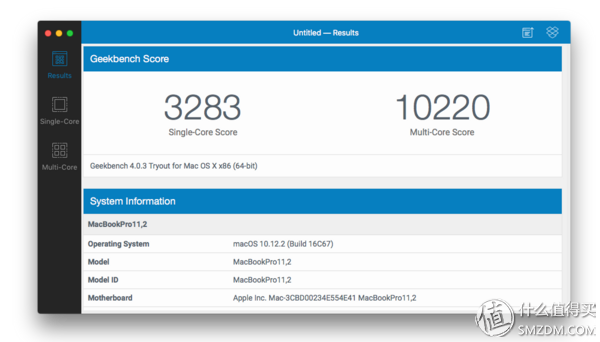 Untitled — Results
Results
Single-Core
Multi-Core
Geekbench Score
3283
Single-Core Score
10220
Multi-Core Score
Geekbench 4.0.3 Tryout for Mac OS X x86 (64-bit)
System Information
MacBookPro11,2
Operating System macOS 10.12.2 (Build 16C67)
Model MacBookPro11,2
Model ID MacBookPro11,2
Motherboard Apple Inc. Mac-3CBD00234E554E41 MacBookPro11,2
值 什么值得买
SMZDM.COM